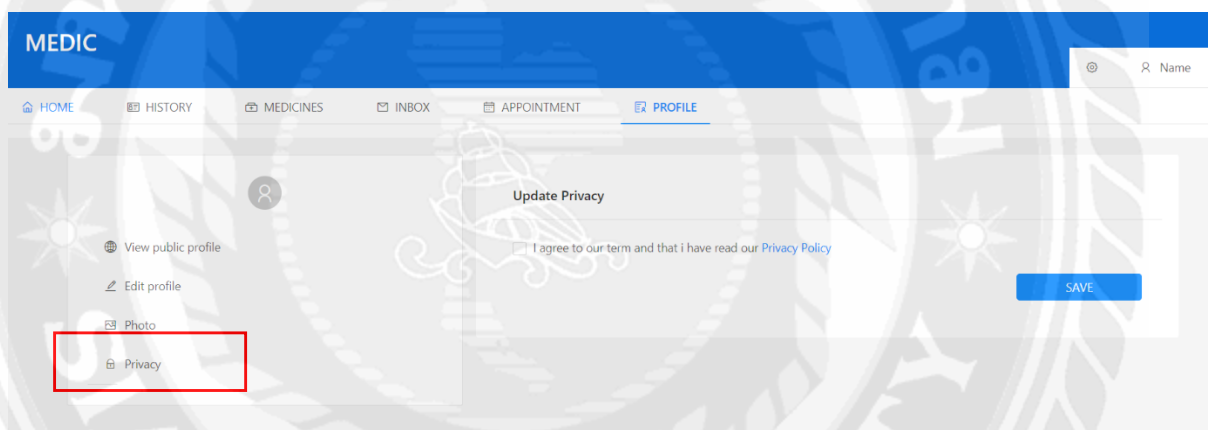 MEDIC
Name
HOME HISTORY MEDICINES INBOX APPOINTMENT PROFILE
Update Privacy
View public profile
I agree to our term and that i have read our Privacy Policy
Edit profile
SAVE
Photo
Privacy